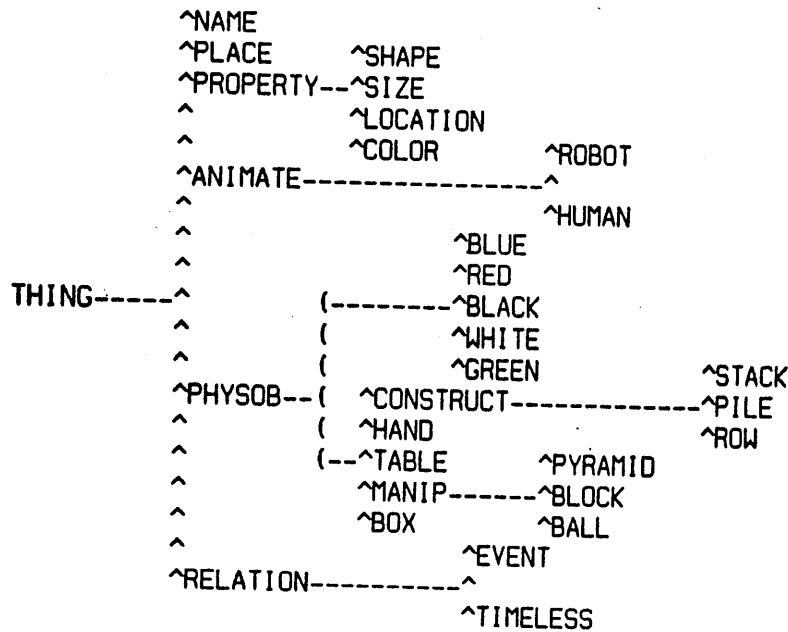 ^NAME
^PLACE ^SHAPE
^PROPERTY--^SIZE
^ ^LOCATION
^ ^COLOR ^ROBOT
^ANIMATE----------------^
^ ^HUMAN
^ ^BLUE
^ ^RED
THING-----^ (--------^BLACK
^ ( ^WHITE
^ ( ^GREEN ^STACK
^PHYSOB--( ^CONSTRUCT-------------^PILE
^ ( ^HAND ^ROW
^ (--^TABLE ^PYRAMID
^ ^MANIP------^BLOCK
^ ^BOX ^BALL
^ ^EVENT
^RELATION----------^
^TIMELESS